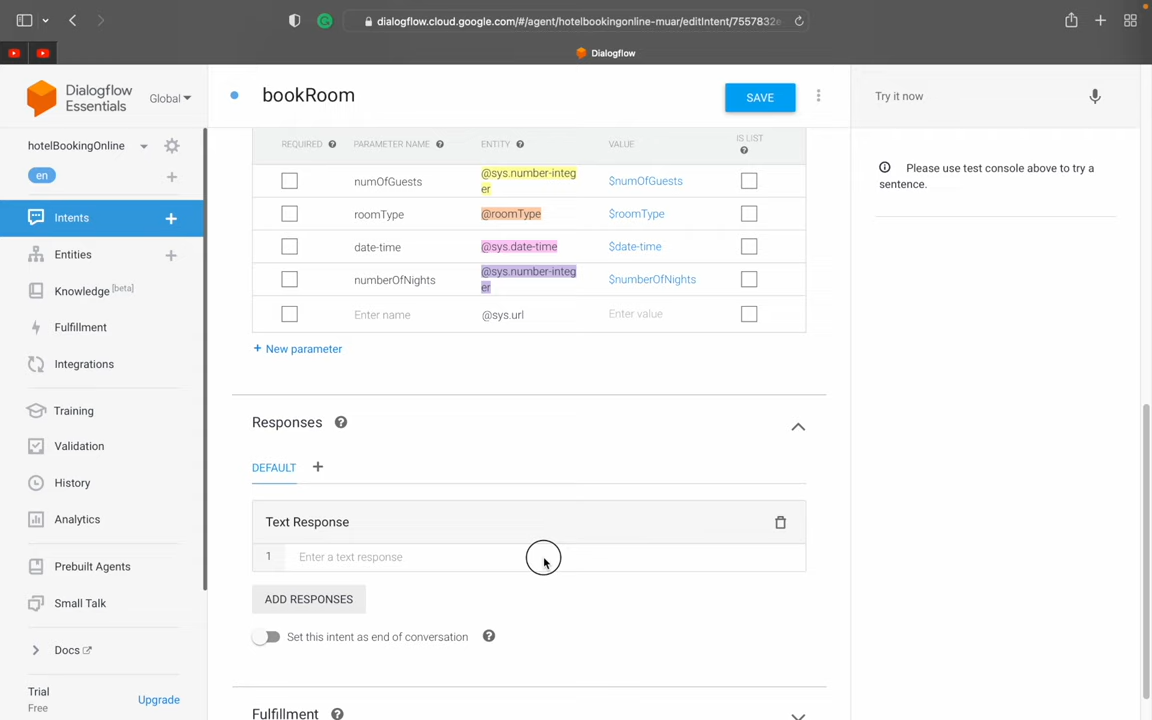 dialogflow.cloud.google.com/#/agent/hotelbookingonline-muar/editIntent/7557832e
Dialogflow
Dialogflow
Essentials
Global
bookRoom
SAVE
Try it now
hotelBookingOnline
en
Intents
Entities
Knowledge [beta]
Fulfillment
Integrations
Training
Validation
History
Analytics
Prebuilt Agents
Small Talk
Docs
Trial
Free
Upgrade
REQUIRED PARAMETER NAME ENTITY VALUE IS LIST
numOfGuests @sys.number-integ
er $numOfGuests
roomType @roomType $roomType
date-time @sys.date-time $date-time
numberOfNights @sys.number-integ
er $numberOfNights
Enter name @sys.url Enter value
+ New parameter
Responses
DEFAULT +
Text Response
1 Enter a text response
ADD RESPONSES
Set this intent as end of conversation
Fulfillment
Please use test console above to try a
sentence.